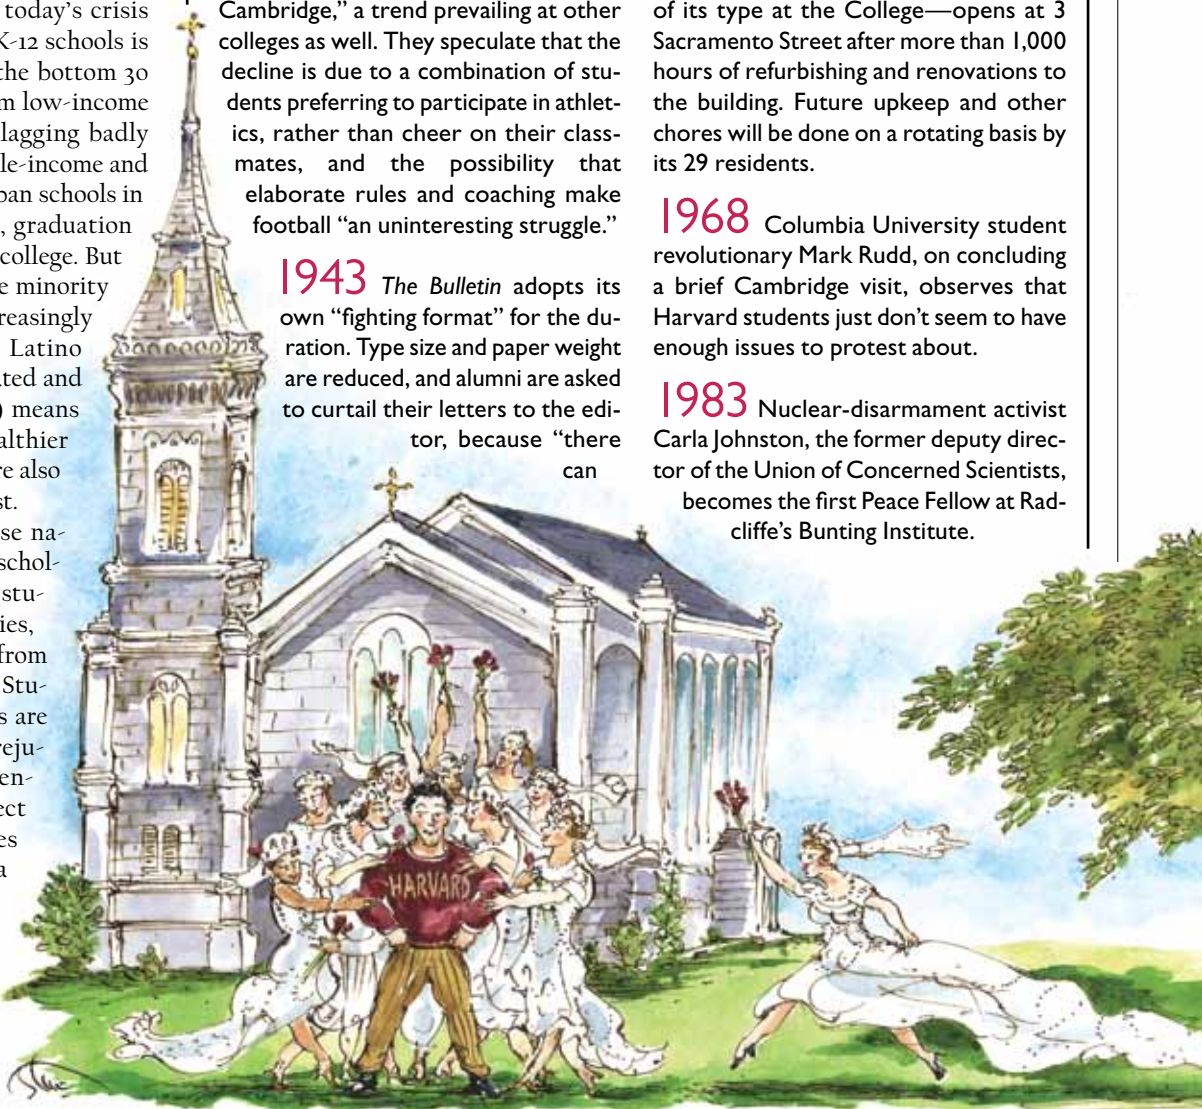 today's crisis
K-12 schools is
the bottom 30
m low-income
lagging badly
le-income and
ban schools in
, graduation
college. But
e minority
reasingly
Latino
ted and
) means
althier
re also
st.
se na-
schol-
stu-
ies,
from
Stu-
s are
reju-
en-
ect
es
a
Cambridge,” a trend prevailing at other
colleges as well. They speculate that the
decline is due to a combination of stu-
dents preferring to participate in athlet-
ics, rather than cheer on their class-
mates, and the possibility that
elaborate rules and coaching make
football “an uninteresting struggle.”
1943 The Bulletin adopts its
own “fighting format” for the du-
ration. Type size and paper weight
are reduced, and alumni are asked
to curtail their letters to the edi-
tor, because “there
can
of its type at the College—opens at 3
Sacramento Street after more than 1,000
hours of refurbishing and renovations to
the building. Future upkeep and other
chores will be done on a rotating basis by
its 29 residents.
1968 Columbia University student
revolutionary Mark Rudd, on concluding
a brief Cambridge visit, observes that
Harvard students just don’t seem to have
enough issues to protest about.
1983 Nuclear-disarmament activist
Carla Johnston, the former deputy direc-
tor of the Union of Concerned Scientists,
becomes the first Peace Fellow at Rad-
cliffe’s Bunting Institute.
HARVARD